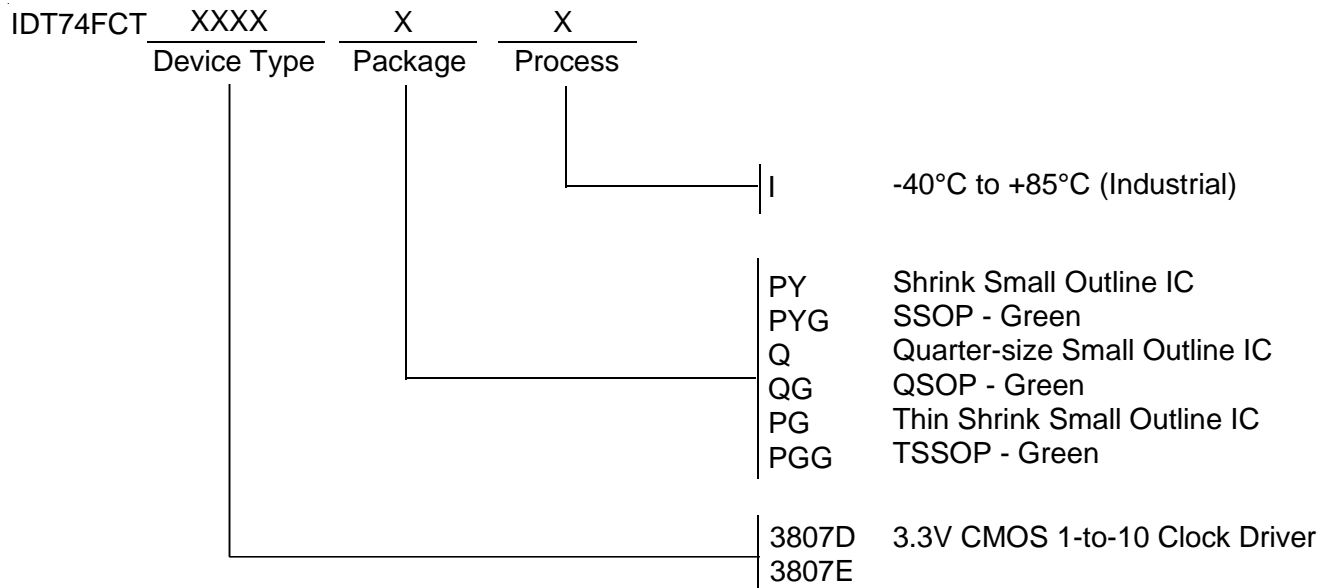 IDT74FCT XXXX X X
Device Type Package Process
I -40°C to +85°C (Industrial)
PY Shrink Small Outline IC
PYG SSOP - Green
Q Quarter-size Small Outline IC
QG QSOP - Green
PG Thin Shrink Small Outline IC
PGG TSSOP - Green
3807D 3.3V CMOS 1-to-10 Clock Driver
3807E